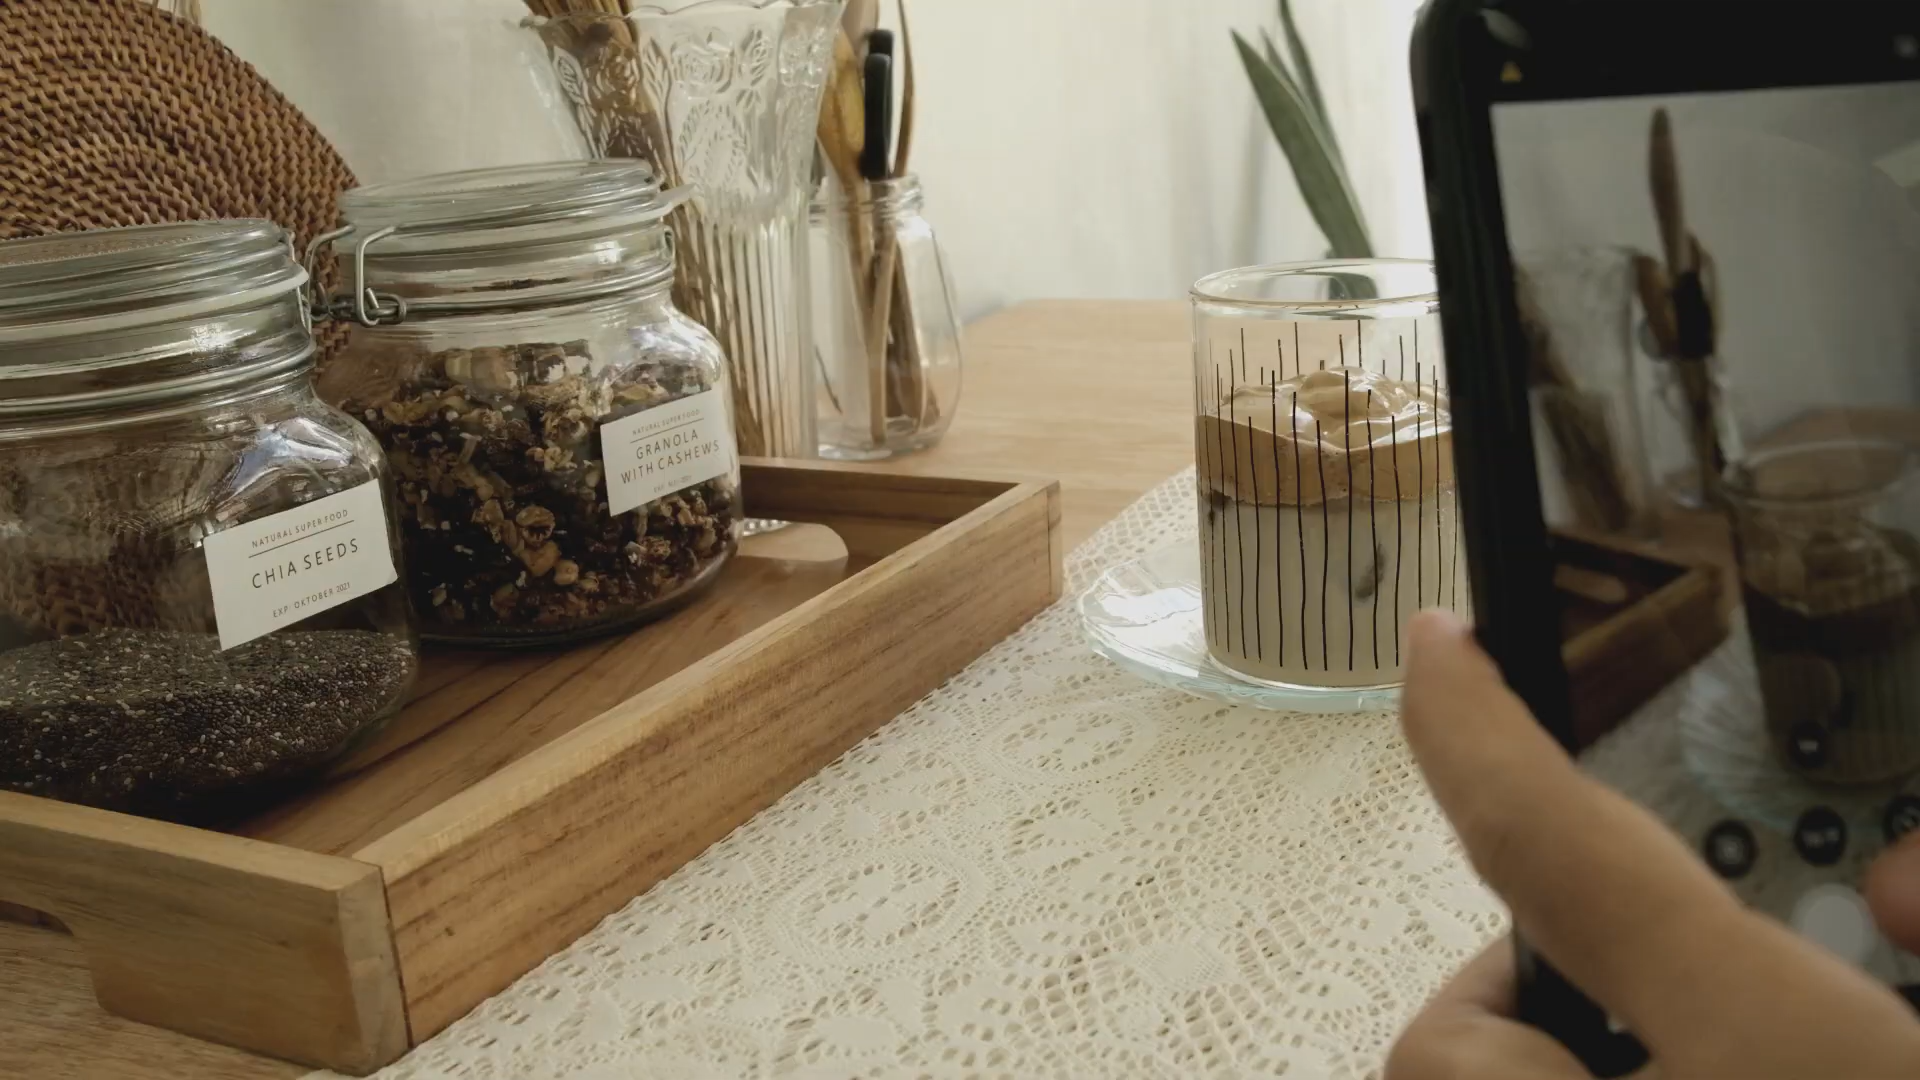 NATURAL SUPER FOOD
CHIA SEEDS
EXP: OKTOBER 2021
NATURAL SUPER FOOD
GRANOLA
WITH CASHEWS